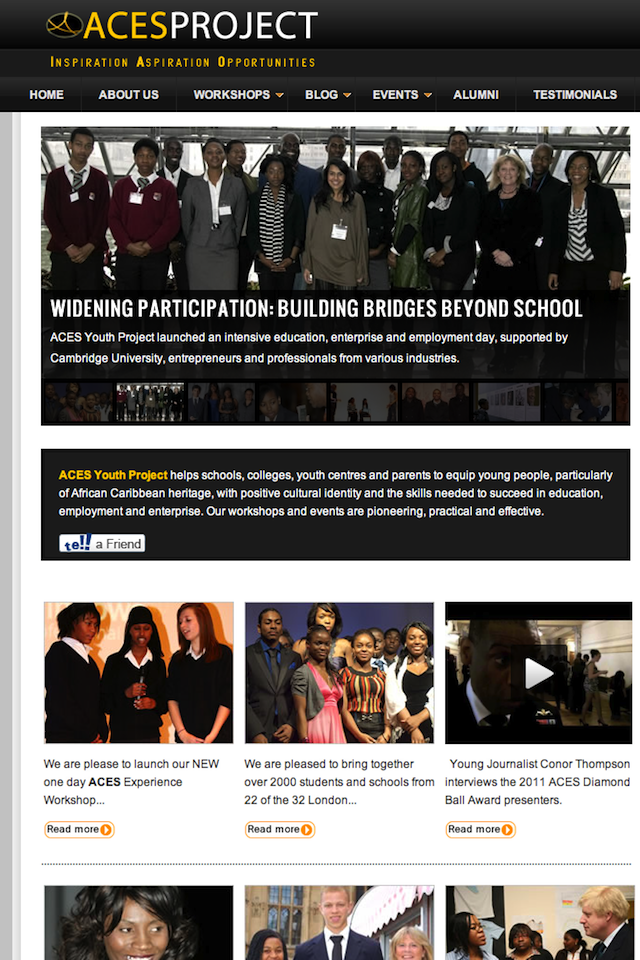 ACESPROJECT
INSPIRATION ASPIRATION OPPORTUNITIES
HOME ABOUT US WORKSHOPS BLOG EVENTS ALUMNI TESTIMONIALS
WIDENING PARTICIPATION: BUILDING BRIDGES BEYOND SCHOOL
ACES Youth Project launched an intensive education, enterprise and employment day, supported by
Cambridge University, entrepreneurs and professionals from various industries.
ACES Youth Project helps schools, colleges, youth centres and parents to equip young people, particularly
of African Caribbean heritage, with positive cultural identity and the skills needed to succeed in education,
employment and enterprise. Our workshops and events are pioneering, practical and effective.
te!! a Friend
We are please to launch our NEW
one day ACES Experience
Workshop...
Read more
We are pleased to bring together
over 2000 students and schools from
22 of the 32 London...
Read more
Young Journalist Conor Thompson
interviews the 2011 ACES Diamond
Ball Award presenters.
Read more